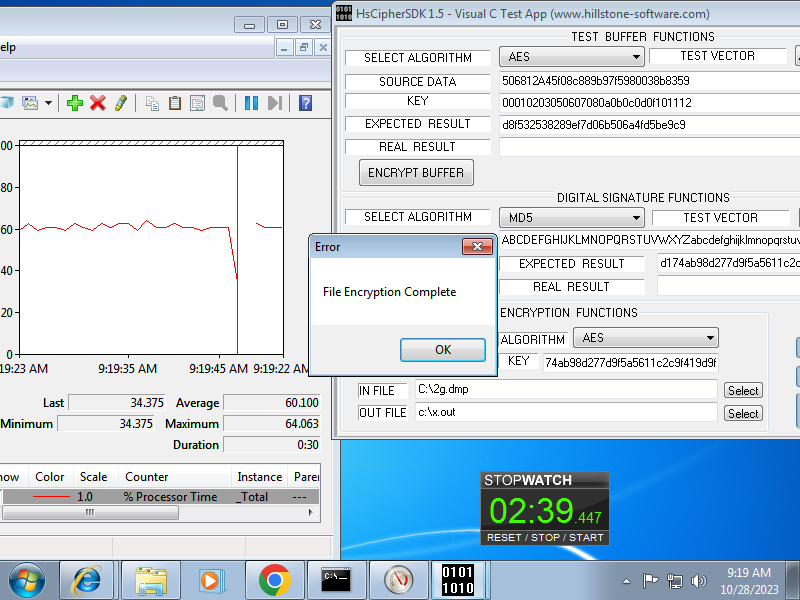 HsCipherSDK 1.5 - Visual C Test App (www.hillstone-software.com)
elp
TEST BUFFER FUNCTIONS
SELECT ALGORITHM
AES
TEST VECTOR
SOURCE DATA
506812A45f08c889b97f5980038b8359
KEY
00010203050607080a0b0c0d0f101112
EXPECTED RESULT
d8f532538289ef7d06b506a4fd5be9c9
REAL RESULT
ENCRYPT BUFFER
DIGITAL SIGNATURE FUNCTIONS
SELECT ALGORITHM
MD5
TEST VECTOR
ABCDEFGHIJKLMNOPQRSTUVWXYZabcdefghijklmnopqrstuv
EXPECTED RESULT
d174ab98d277d9f5a5611c2c
REAL RESULT
ENCRYPTION FUNCTIONS
ALGORITHM
AES
KEY
74ab98d277d9f5a5611c2c9f419d9f
IN FILE
C:\2g.dmp
Select
OUT FILE
c:\x.out
Select
Error
File Encryption Complete
OK
00
80
60
40
20
0
19:23 AM
9:19:35 AM
9:19:45 AM
9:19:22 AM
Last 34.375 Average 60.100
Minimum 34.375 Maximum 64.063
Duration 0:30
how Color Scale Counter Instance Paren
1.0 % Processor Time _Total ---
STOPWATCH
02:39.447
RESET / STOP / START
C:\_
0101
1010
9:19 AM
10/28/2023